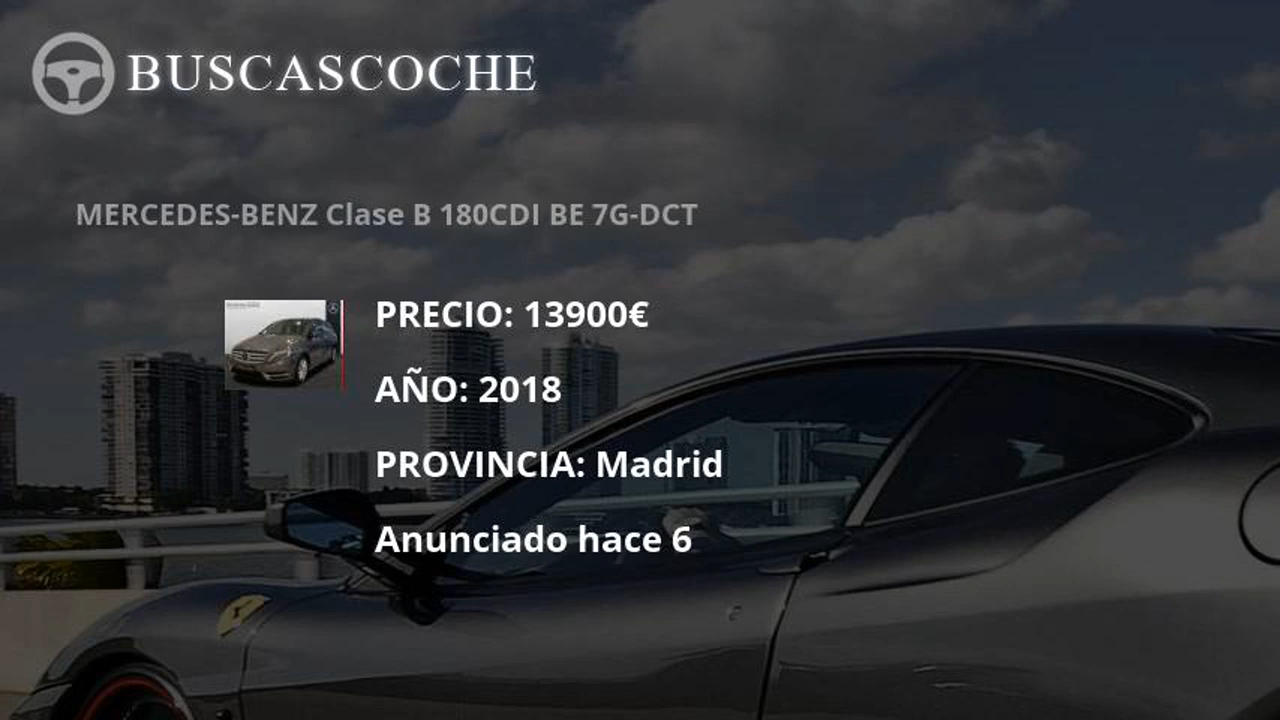 BUSCASCOCHE
MERCEDES-BENZ Clase B 180CDI BE 7G-DCT
PRECIO: 13900€
AÑO: 2018
PROVINCIA: Madrid
Anunciado hace 6